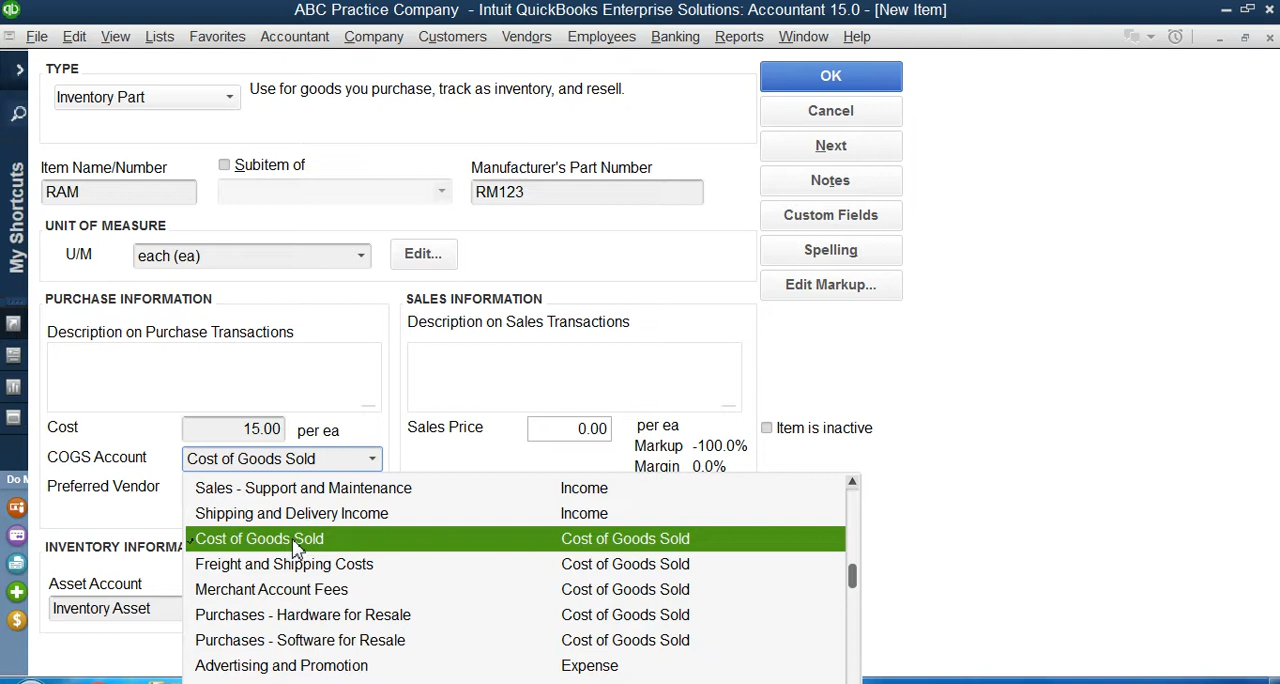 qb ABC Practice Company - Intuit QuickBooks Enterprise Solutions: Accountant 15.0 - [New Item]
File Edit View Lists Favorites Accountant Company Customers Vendors Employees Banking Reports Window Help
My Shortcuts
Do M
TYPE
Inventory Part Use for goods you purchase, track as inventory, and resell.
OK
Cancel
Next
Notes
Custom Fields
Spelling
Edit Markup...
Item Name/Number Subitem of Manufacturer's Part Number
RAM RM123
UNIT OF MEASURE
U/M each (ea) Edit...
PURCHASE INFORMATION
Description on Purchase Transactions
Cost 15.00 per ea
COGS Account Cost of Goods Sold
Preferred Vendor
SALES INFORMATION
Description on Sales Transactions
Sales Price 0.00 per ea
Markup -100.0%
Margin 0.0%
Item is inactive
Sales - Support and Maintenance Income
Shipping and Delivery Income Income
Cost of Goods Sold Cost of Goods Sold
Freight and Shipping Costs Cost of Goods Sold
Merchant Account Fees Cost of Goods Sold
Purchases - Hardware for Resale Cost of Goods Sold
Purchases - Software for Resale Cost of Goods Sold
Advertising and Promotion Expense
INVENTORY INFORMA
Asset Account
Inventory Asset